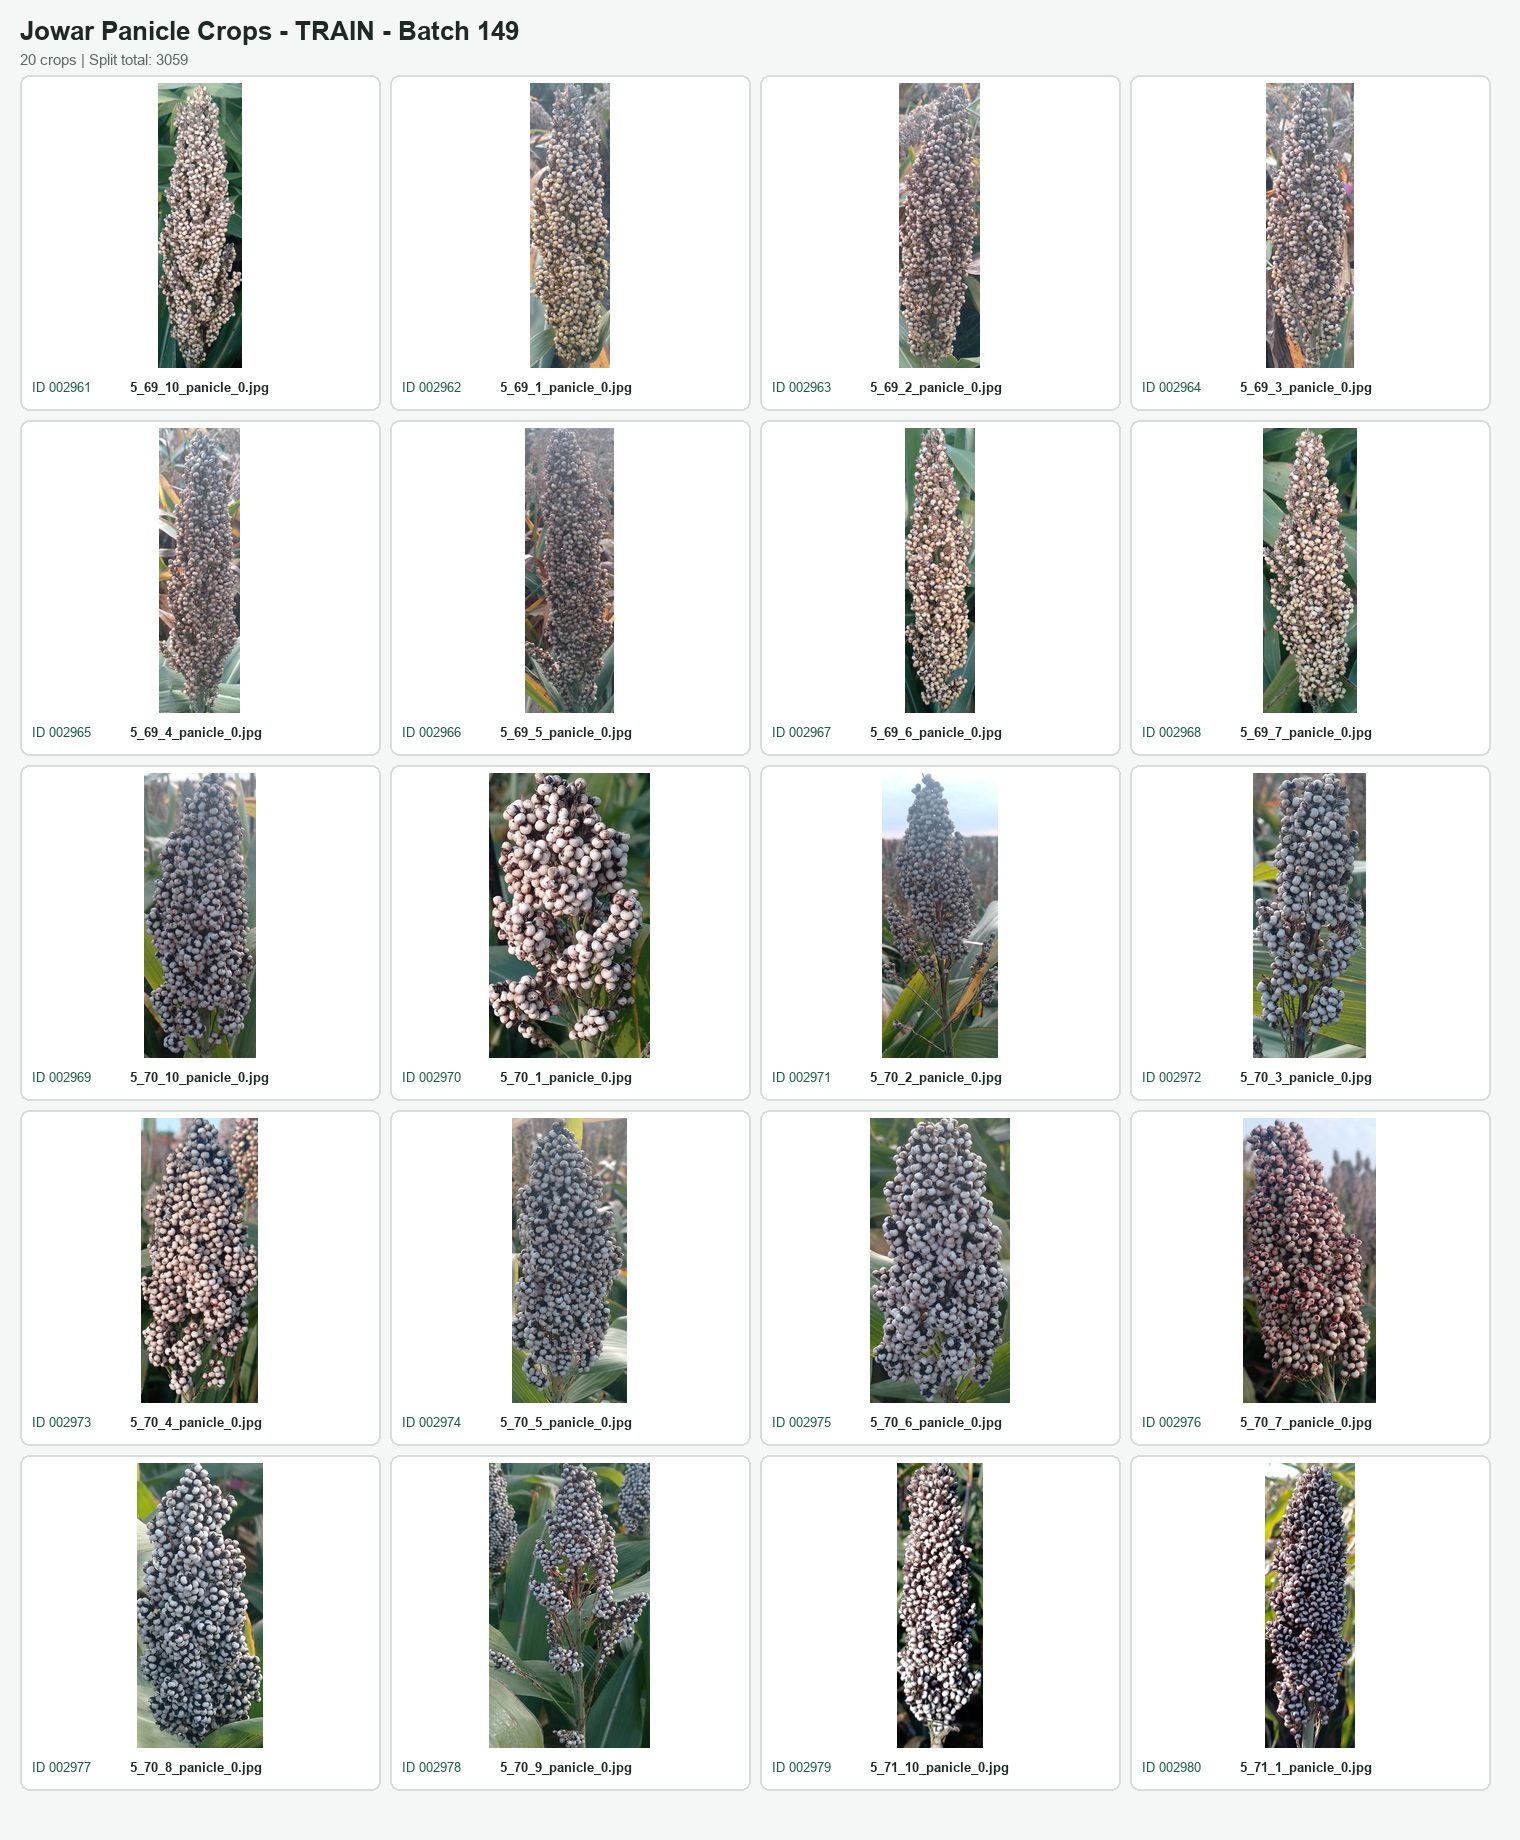 Jowar Panicle Crops - TRAIN - Batch 149
20 crops | Split total: 3059
ID 002961 5_69_10_panicle_0.jpg
ID 002962 5_69_1_panicle_0.jpg
ID 002963 5_69_2_panicle_0.jpg
ID 002964 5_69_3_panicle_0.jpg
ID 002965 5_69_4_panicle_0.jpg
ID 002966 5_69_5_panicle_0.jpg
ID 002967 5_69_6_panicle_0.jpg
ID 002968 5_69_7_panicle_0.jpg
ID 002969 5_70_10_panicle_0.jpg
ID 002970 5_70_1_panicle_0.jpg
ID 002971 5_70_2_panicle_0.jpg
ID 002972 5_70_3_panicle_0.jpg
ID 002973 5_70_4_panicle_0.jpg
ID 002974 5_70_5_panicle_0.jpg
ID 002975 5_70_6_panicle_0.jpg
ID 002976 5_70_7_panicle_0.jpg
ID 002977 5_70_8_panicle_0.jpg
ID 002978 5_70_9_panicle_0.jpg
ID 002979 5_71_10_panicle_0.jpg
ID 002980 5_71_1_panicle_0.jpg